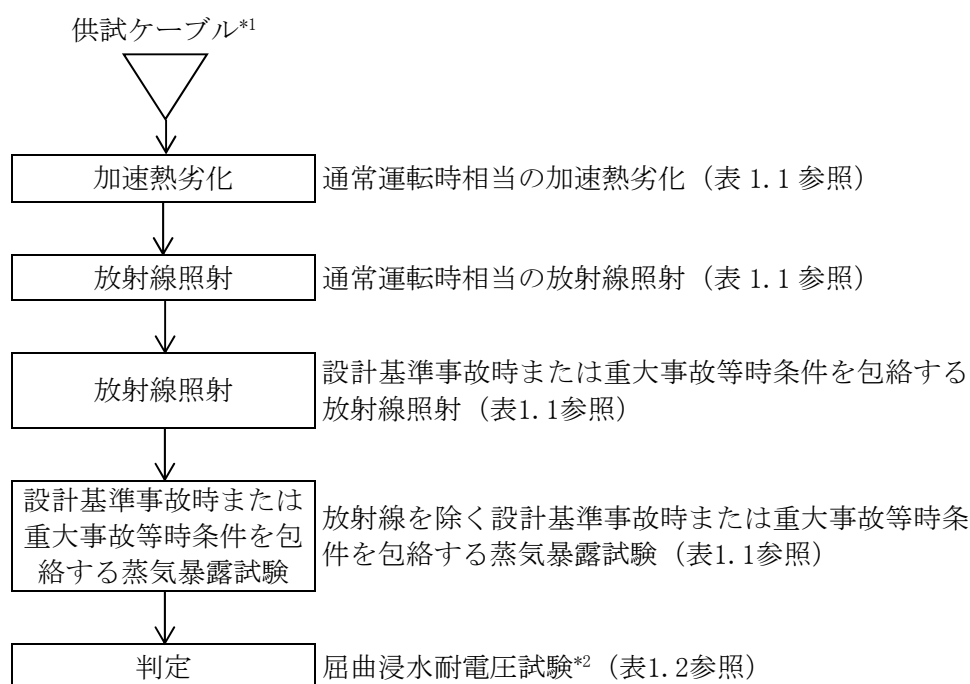 供試ケーブル*1
加速熱劣化
通常運転時相当の加速熱劣化（表 1.1 参照）
放射線照射
通常運転時相当の放射線照射（表 1.1 参照）
放射線照射
設計基準事故時または重大事故等時条件を包絡する
放射線照射（表1.1参照）
設計基準事故時または
重大事故等時条件を包
絡する蒸気暴露試験
放射線を除く設計基準事故時または重大事故等時条
件を包絡する蒸気暴露試験（表1.1参照）
判定
屈曲浸水耐電圧試験*2（表1.2参照）